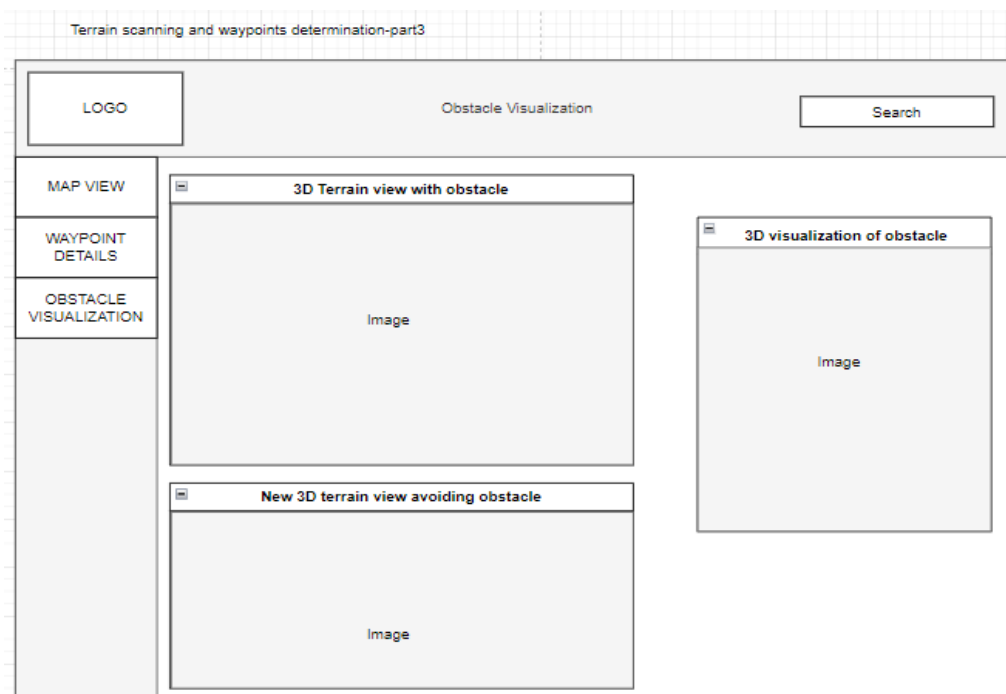 Terrain scanning and waypoints determination-part3
LOGO
Obstacle Visualization
Search
MAP VIEW
WAYPOINT
DETAILS
OBSTACLE
VISUALIZATION
3D Terrain view with obstacle
Image
3D visualization of obstacle
Image
New 3D terrain view avoiding obstacle
Image